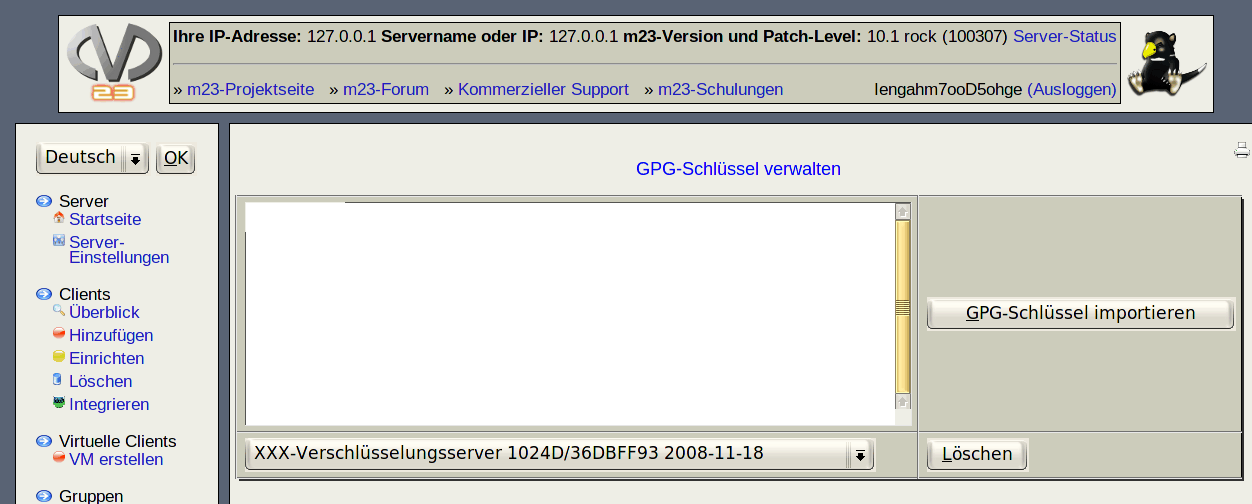 Ihre IP-Adresse: 127.0.0.1 Servername oder IP: 127.0.0.1 m23-Version und Patch-Level: 10.1 rock (100307) Server-Status
» m23-Projektseite » m23-Forum » Kommerzieller Support » m23-Schulungen Iengahm7ooD5ohge (Ausloggen)
23
Deutsch OK
Server
Startseite
Server-
Einstellungen
Clients
Überblick
Hinzufügen
Einrichten
Löschen
Integrieren
Virtuelle Clients
VM erstellen
Gruppen
GPG-Schlüssel verwalten
GPG-Schlüssel importieren
XXX-Verschlüsselungsserver 1024D/36DBFF93 2008-11-18
Löschen